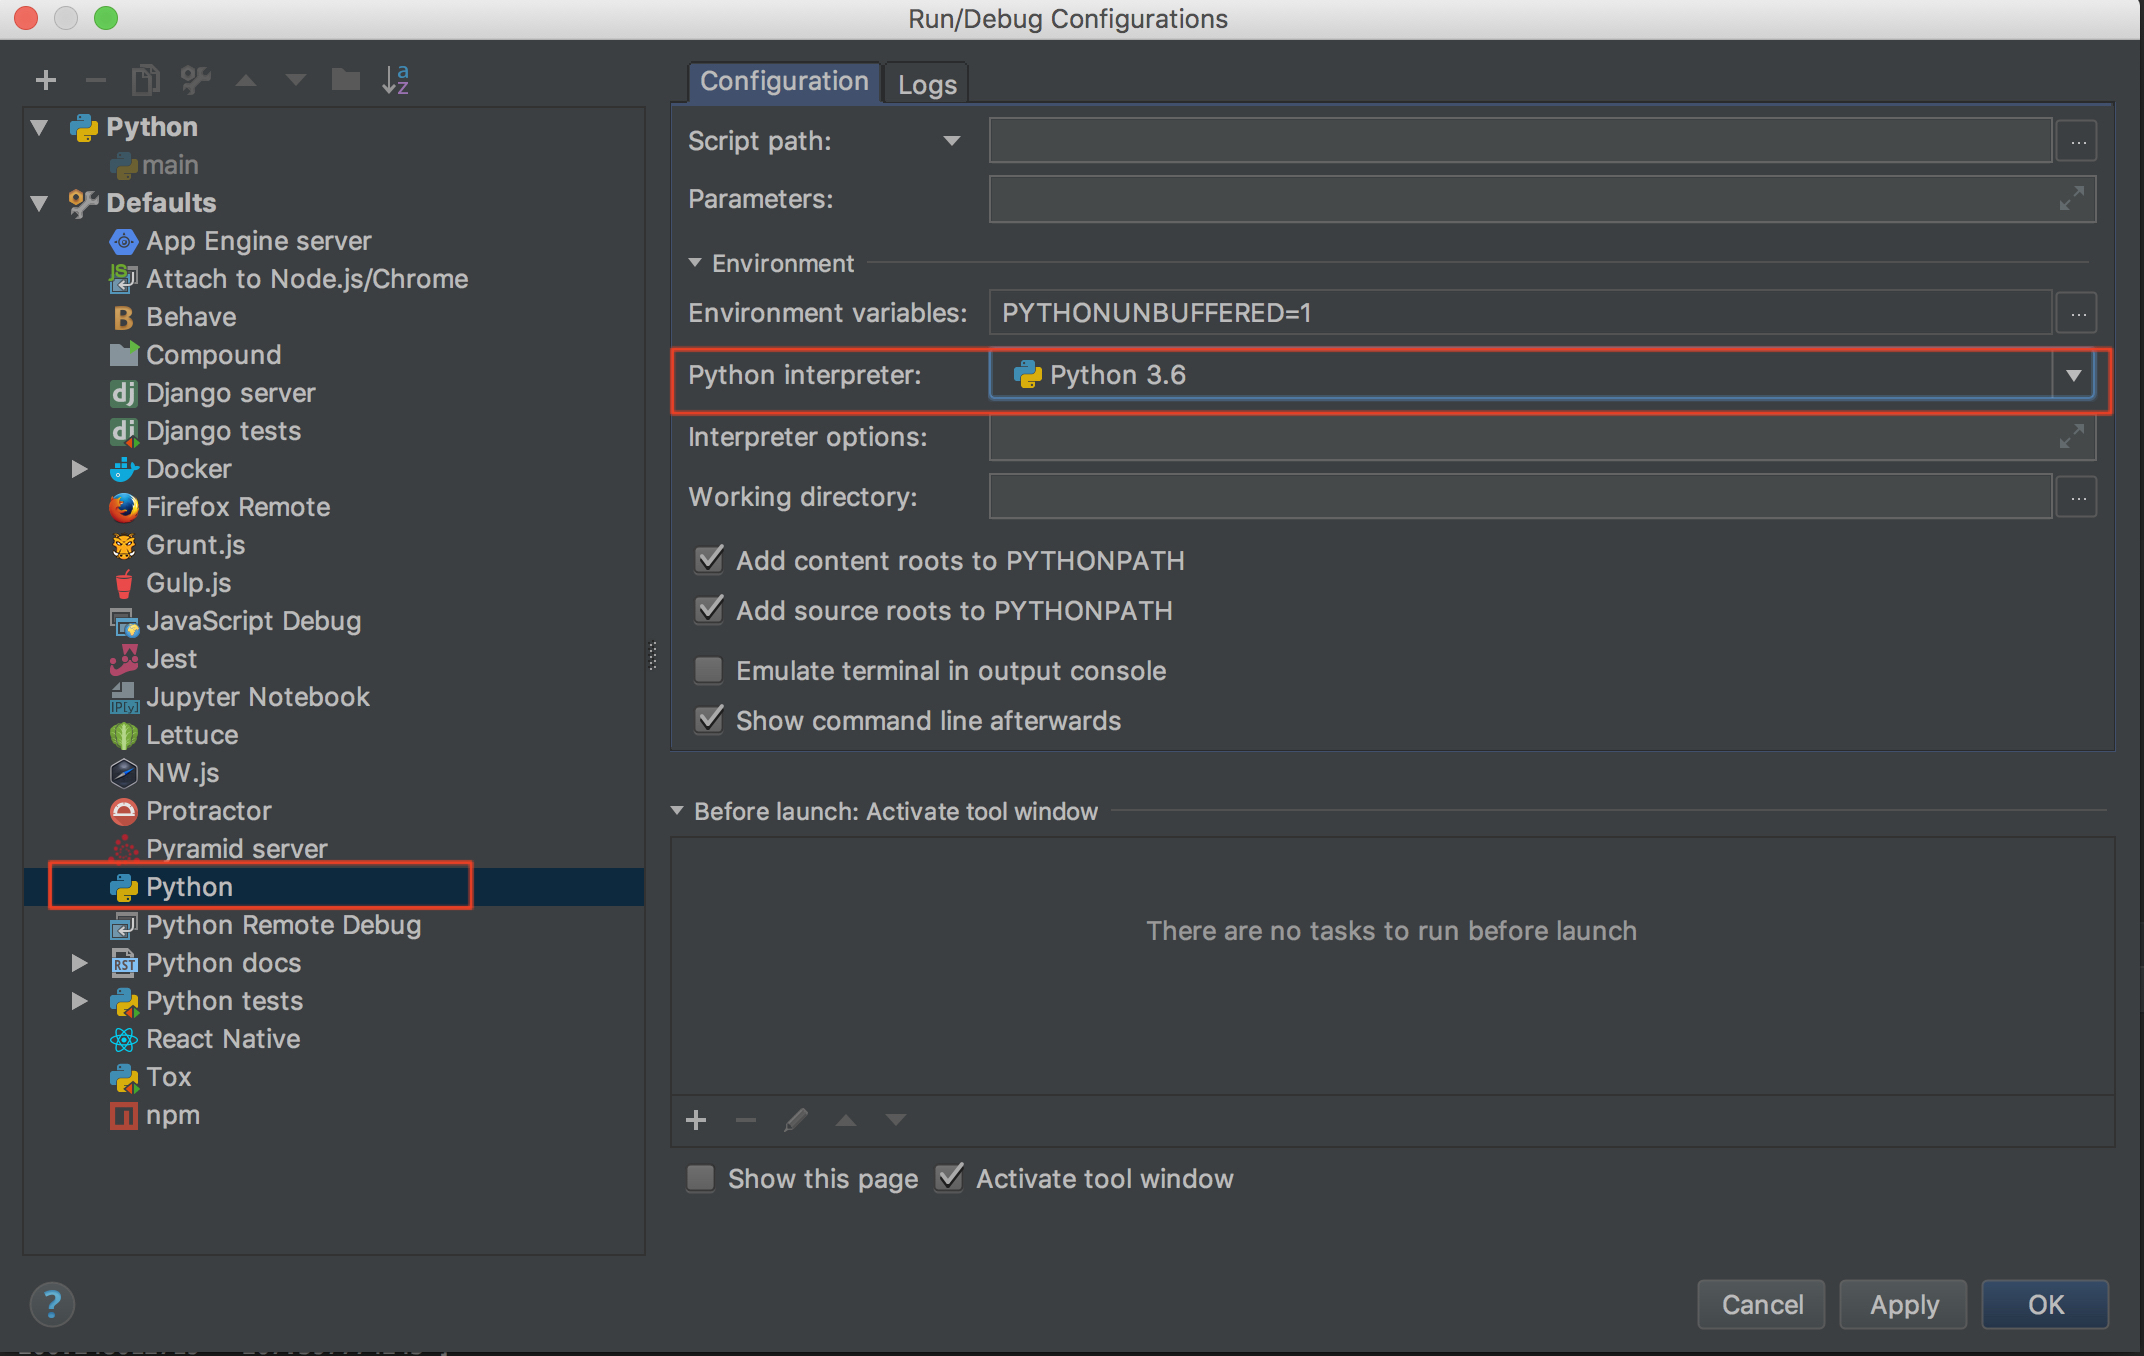 Run/Debug Configurations
Python
main
Defaults
App Engine server
Attach to Node.js/Chrome
Behave
Compound
Django server
Django tests
Docker
Firefox Remote
Grunt.js
Gulp.js
JavaScript Debug
Jest
Jupyter Notebook
Lettuce
NW.js
Protractor
Pyramid server
Python
Python Remote Debug
Python docs
Python tests
React Native
Tox
npm
Configuration Logs
Script path: ...
Parameters:
Environment
Environment variables: PYTHONUNBUFFERED=1 ...
Python interpreter: Python 3.6
Interpreter options:
Working directory: ...
Add content roots to PYTHONPATH
Add source roots to PYTHONPATH
Emulate terminal in output console
Show command line afterwards
Before launch: Activate tool window
There are no tasks to run before launch
Show this page Activate tool window
? Cancel Apply OK